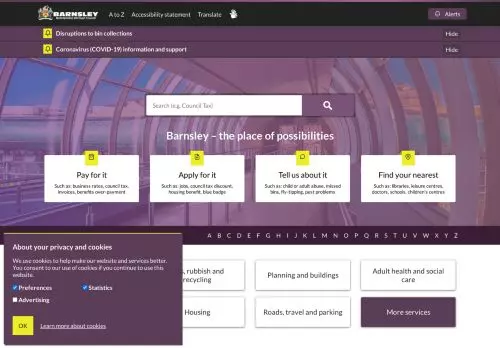 BARNSLEY
Metropolitan Borough Council
A to Z
Accessibility statement
Translate
Alerts
Disruptions to bin collections
Hide
Coronavirus (COVID-19) information and support
Hide
Search (e.g. Council Tax)
Barnsley – the place of possibilities
Pay for it
Such as: business rates, council tax,
invoices, benefits over-payment
Apply for it
Such as: jobs, council tax discount,
housing benefit, blue badge
Tell us about it
Such as: child or adult abuse, missed
bins, fly-tipping, pest problems
Find your nearest
Such as: libraries, leisure centres,
doctors, schools, children's centres
A B C D E F G H I J K L M N O P Q R S T U V W X Y Z
About your privacy and cookies
We use cookies to help make our website and services better.
You consent to our use of cookies if you continue to use this
website.
Preferences
Statistics
Advertising
OK
Learn more about cookies
, rubbish and
recycling
Planning and buildings
Adult health and social
care
Housing
Roads, travel and parking
More services